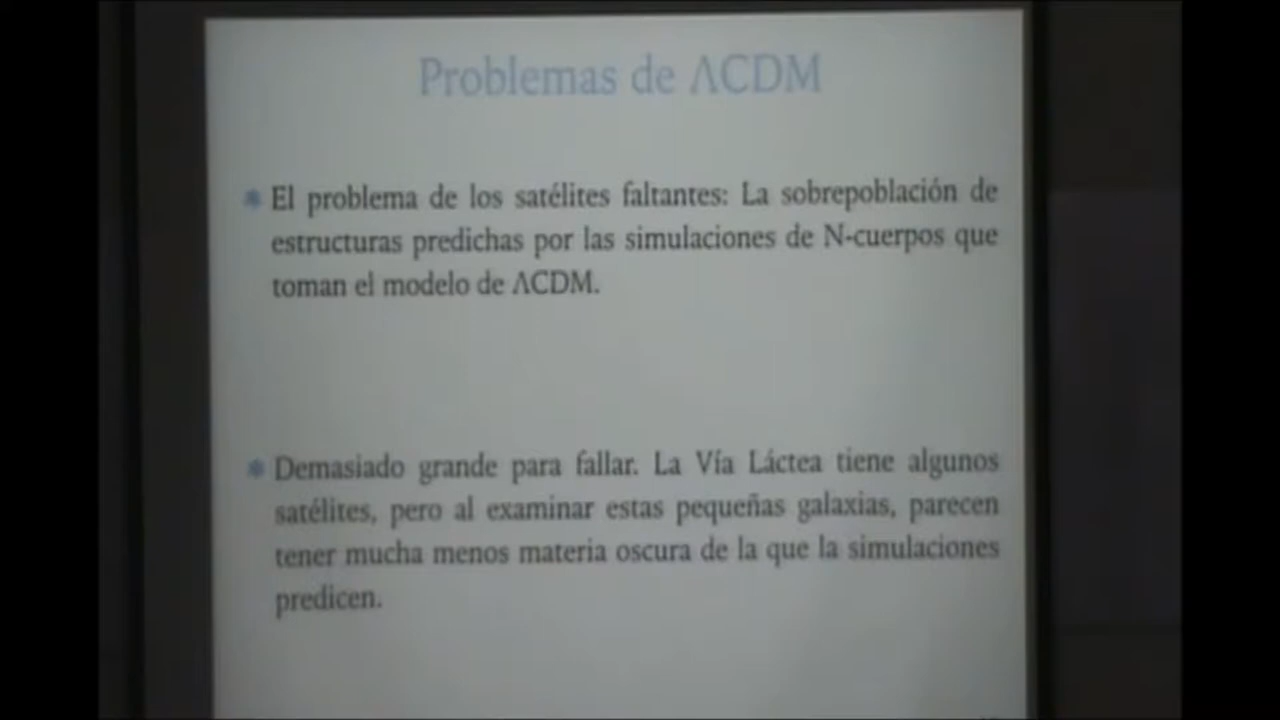 Problemas de ΛCDM
El problema de los satélites faltantes: La sobrepoblación de
estructuras predichas por las simulaciones de N-cuerpos que
toman el modelo de ΛCDM.
Demasiado grande para fallar. La Vía Láctea tiene algunos
satélites, pero al examinar estas pequeñas galaxias, parecen
tener mucha menos materia oscura de la que la simulaciones
predicen.